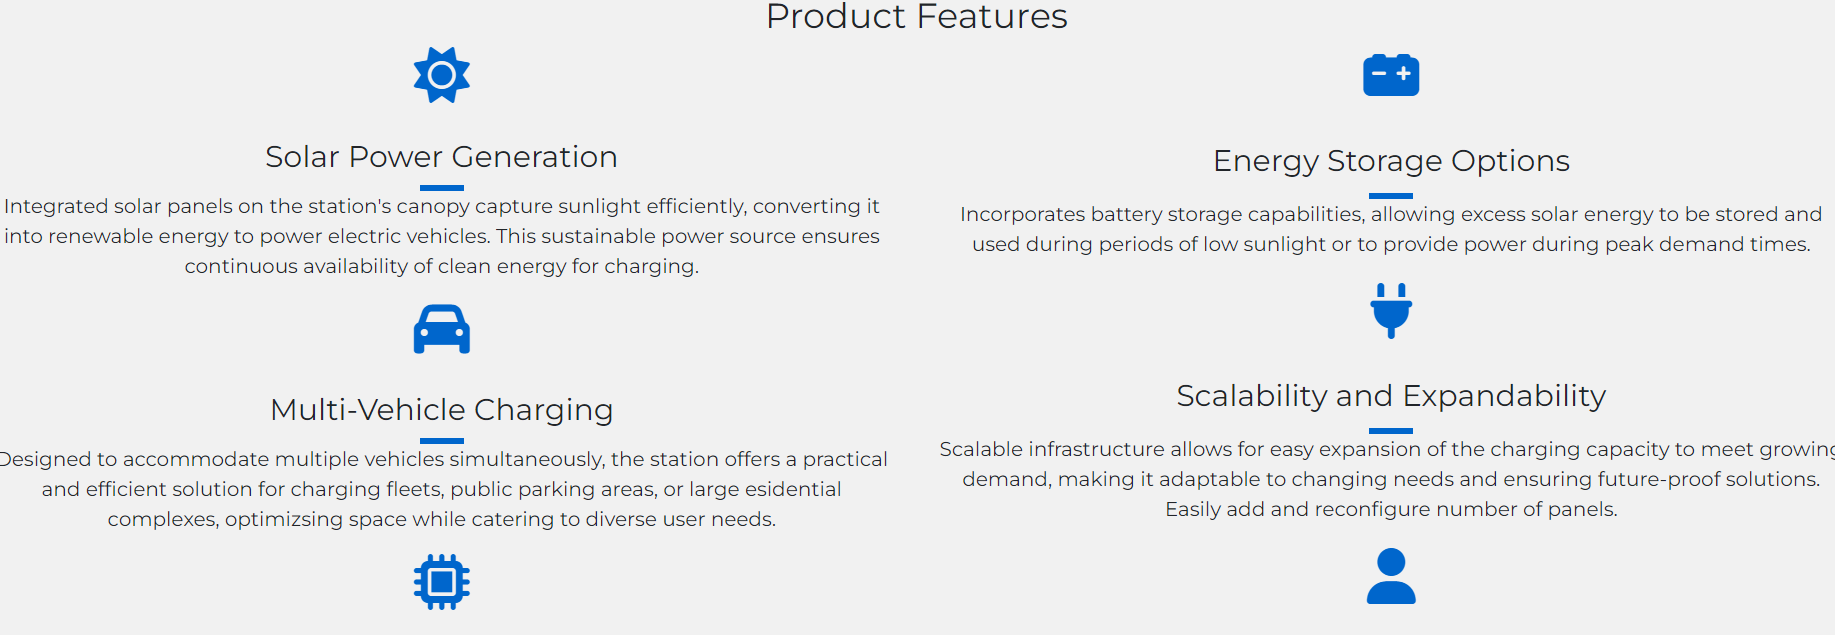 Product Features
Solar Power Generation
Integrated solar panels on the station's canopy capture sunlight efficiently, converting it
into renewable energy to power electric vehicles. This sustainable power source ensures
continuous availability of clean energy for charging.
Energy Storage Options
Incorporates battery storage capabilities, allowing excess solar energy to be stored and
used during periods of low sunlight or to provide power during peak demand times.
Multi-Vehicle Charging
Designed to accommodate multiple vehicles simultaneously, the station offers a practical
and efficient solution for charging fleets, public parking areas, or large esidential
complexes, optimizsing space while catering to diverse user needs.
Scalability and Expandability
Scalable infrastructure allows for easy expansion of the charging capacity to meet growing
demand, making it adaptable to changing needs and ensuring future-proof solutions.
Easily add and reconfigure number of panels.